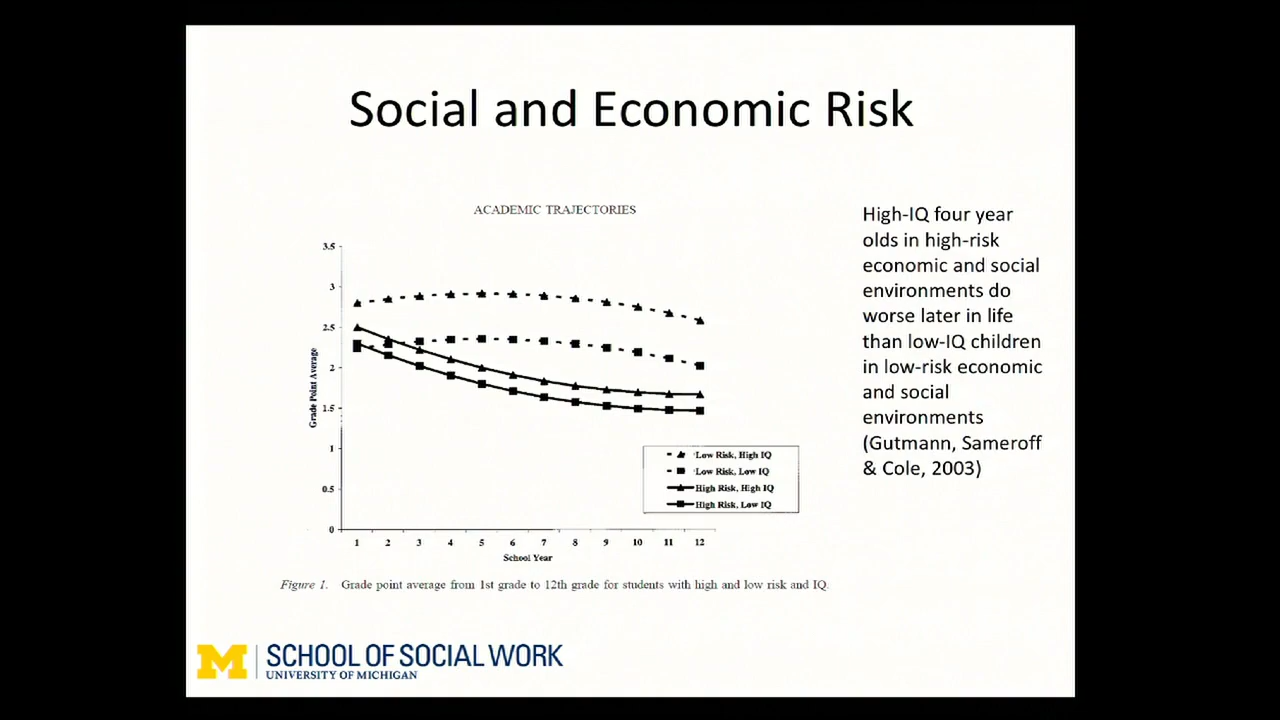 Social and Economic Risk
ACADEMIC TRAJECTORIES
3.5
3
2.5
2
1.5
1
0.5
0
Grade Point Average
1 2 3 4 5 6 7 8 9 10 11 12
School Year
Low Risk, High IQ
Low Risk, Low IQ
High Risk, High IQ
High Risk, Low IQ
Figure 1. Grade point average from 1st grade to 12th grade for students with high and low risk and IQ.
High-IQ four year
olds in high-risk
economic and social
environments do
worse later in life
than low-IQ children
in low-risk economic
and social
environments
(Gutmann, Sameroff
& Cole, 2003)
M
SCHOOL OF SOCIAL WORK
UNIVERSITY OF MICHIGAN